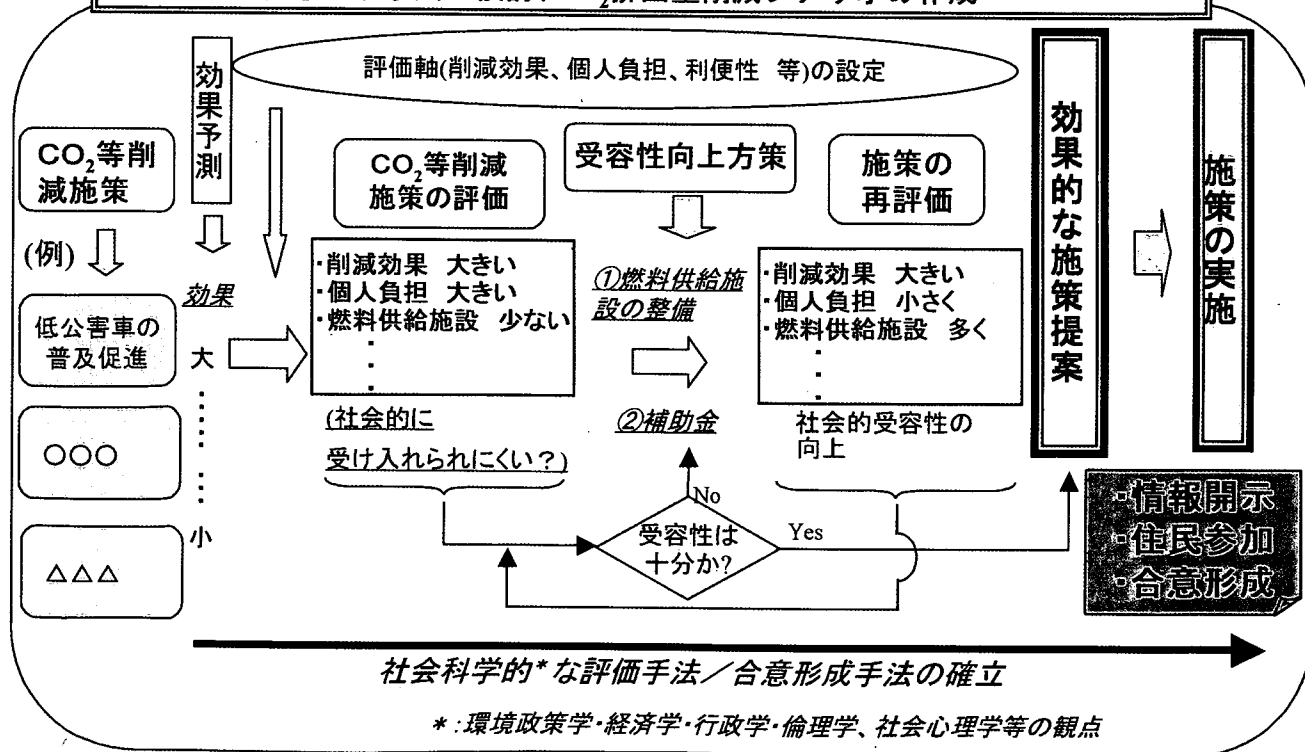 評価軸(削減効果、個人負担、利便性 等)の設定
効果予測
CO₂等削
減施策
(例)
低公害車の
普及促進
○○○
△△△
効果
大
小
CO₂等削減
施策の評価
・削減効果 大きい
・個人負担 大きい
・燃料供給施設 少ない
(社会的に
受け入れられにくい?)
受容性向上方策
①燃料供給施
設の整備
②補助金
No
受容性は
十分か?
Yes
施策の
再評価
・削減効果 大きい
・個人負担 小さく
・燃料供給施設 多く
社会的受容性の
向上
効果的な施策提案
施策の実施
・情報開示
・住民参加
・合意形成
社会科学的*な評価手法/合意形成手法の確立
*:環境政策学・経済学・行政学・倫理学、社会心理学等の観点